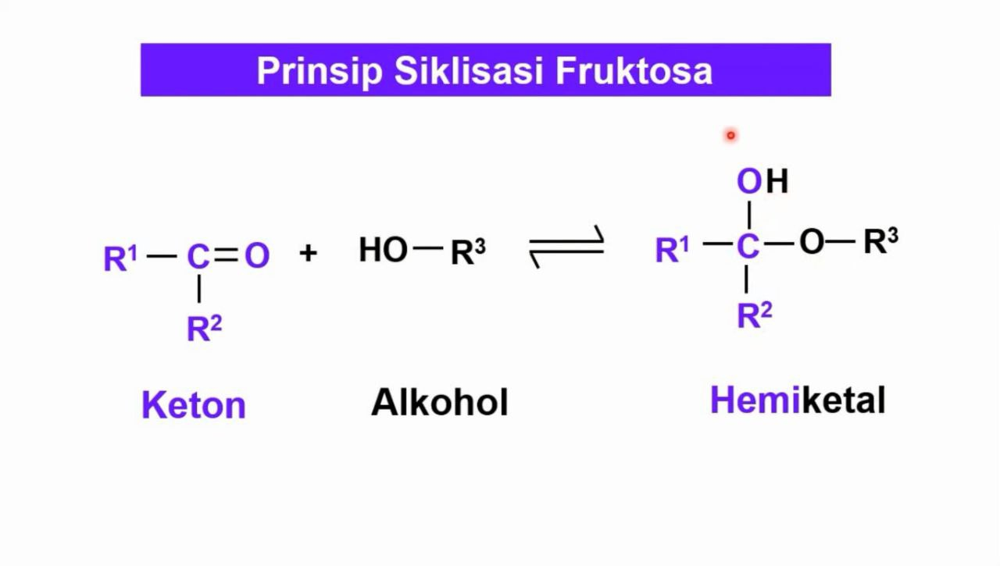 Prinsip Siklisasi Fruktosa
OH
R¹ — C = O + HO — R³ ⇌ R¹ — C — O — R³
R² R²
Keton Alkohol Hemiketal